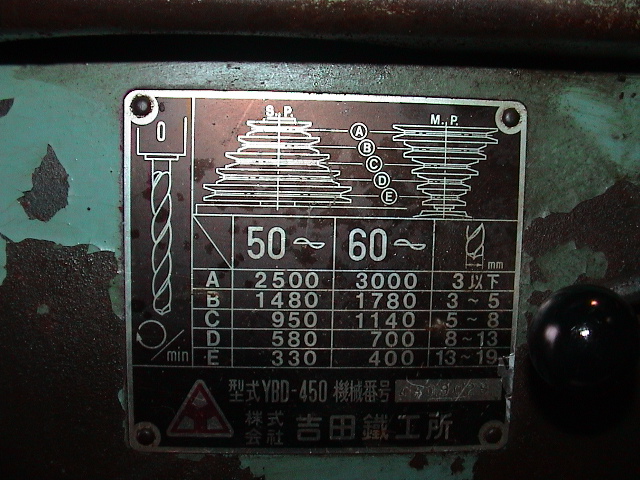 S.P. M.P.
A
B
C
D
E
50～ 60～ mm
A 2500 3000 3以下
B 1480 1780 3～5
C 950 1140 5～8
D 580 700 8～13
E 330 400 13～19
/min
型式YBD-450 機械番号
株式会社 吉田鐵工所